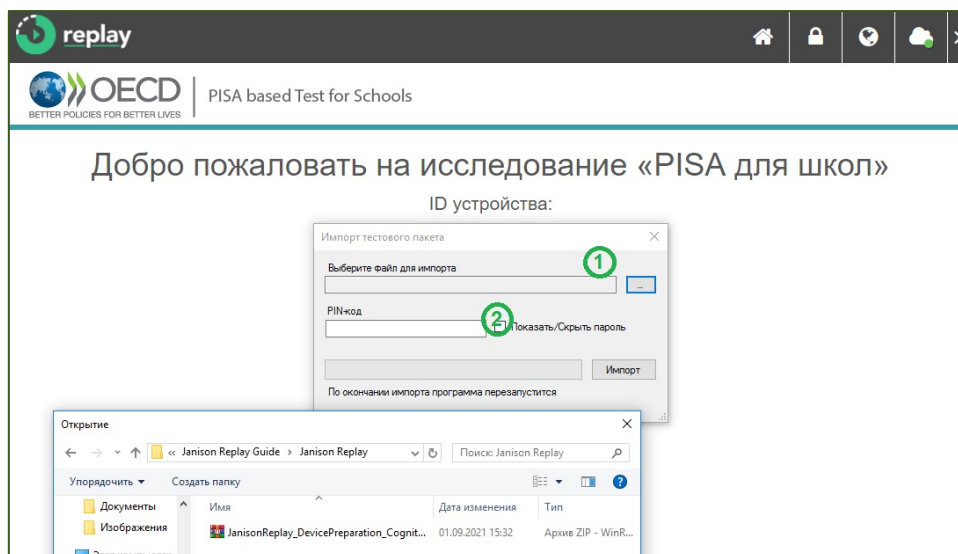 replay
OECD
BETTER POLICIES FOR BETTER LIVES
PISA based Test for Schools
Добро пожаловать на исследование «PISA для школ»
ID устройства:
Импорт тестового пакета
Выберите файл для импорта
1
...
PIN-код
2
Показать/Скрыть пароль
Импорт
По окончании импорта программа перезапустится
Открытие
« Janison Replay Guide › Janison Replay
Поиск: Janison Replay
Упорядочить
Создать папку
Документы
Изображения
Имя
Дата изменения
Тип
JanisonReplay_DevicePreparation_Cognit...
01.09.2021 15:32
Архив ZIP - WinR...